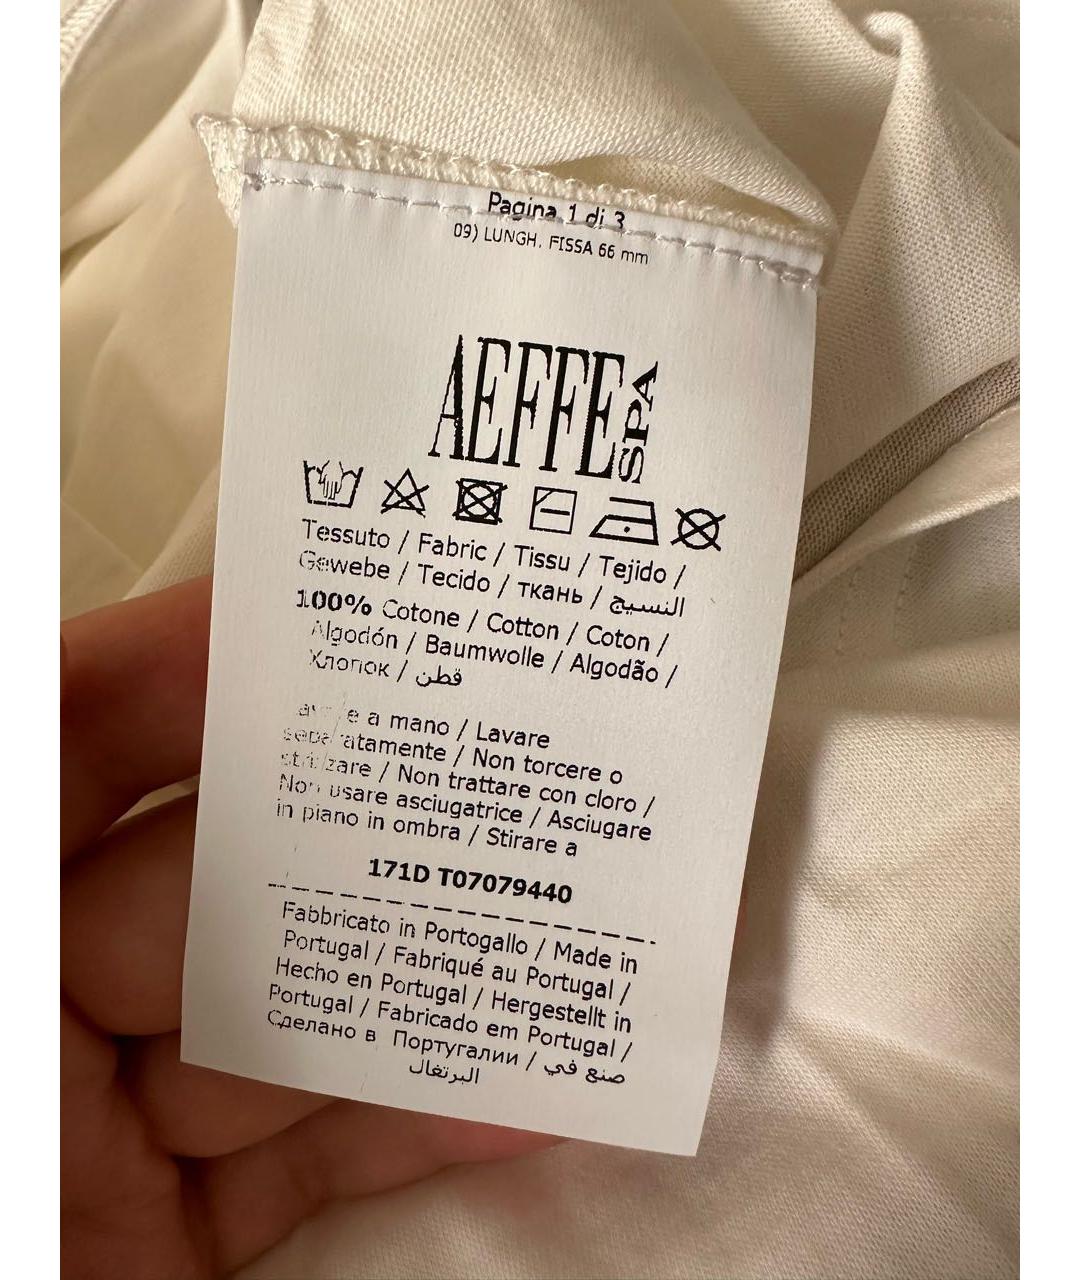 Pagina 1 di 3
09) LUNGH. FISSA 66 mm
AEFFE SPA
Tessuto / Fabric / Tissu / Tejido /
Gewebe / Tecido / ткань / النسيج
100% Cotone / Cotton / Coton /
Algodón / Baumwolle / Algodão /
Хлопок / قطن
a mano / Lavare
separatamente / Non torcere o
strizzare / Non trattare con cloro /
Non usare asciugatrice / Asciugare
in piano in ombra / Stirare a
171D T07079440
Fabbricato in Portogallo / Made in
Portugal / Fabriqué au Portugal /
Hecho en Portugal / Hergestellt in
Portugal / Fabricado em Portugal /
Сделано в Португалии / صنع في
البرتغال